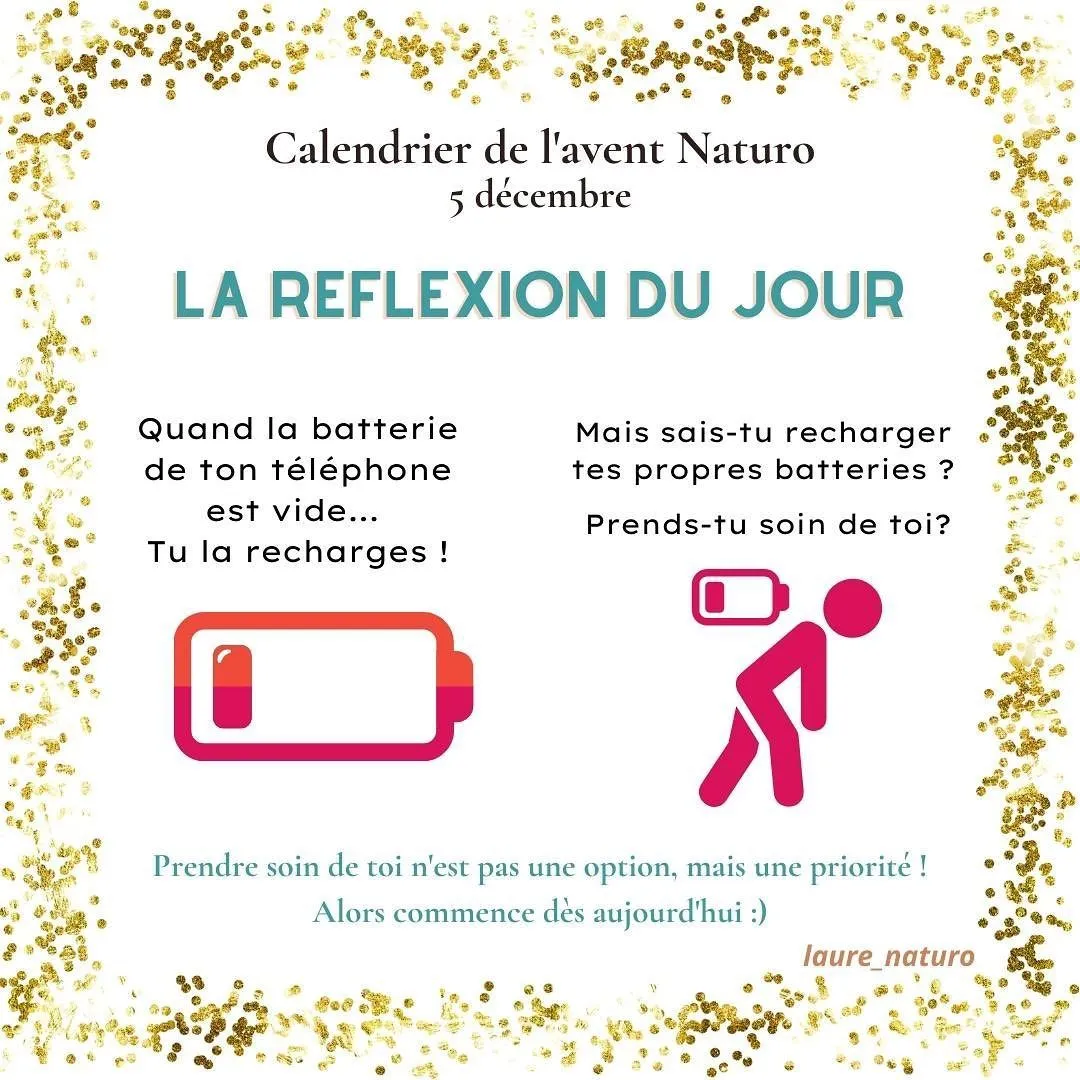 Calendrier de l'avent Naturo
5 décembre
LA REFLEXION DU JOUR
Quand la batterie
de ton téléphone
est vide...
Tu la recharges !
Mais sais-tu recharger
tes propres batteries ?
Prends-tu soin de toi?
Prendre soin de toi n'est pas une option, mais une priorité !
Alors commence dès aujourd'hui :)
laure_naturo